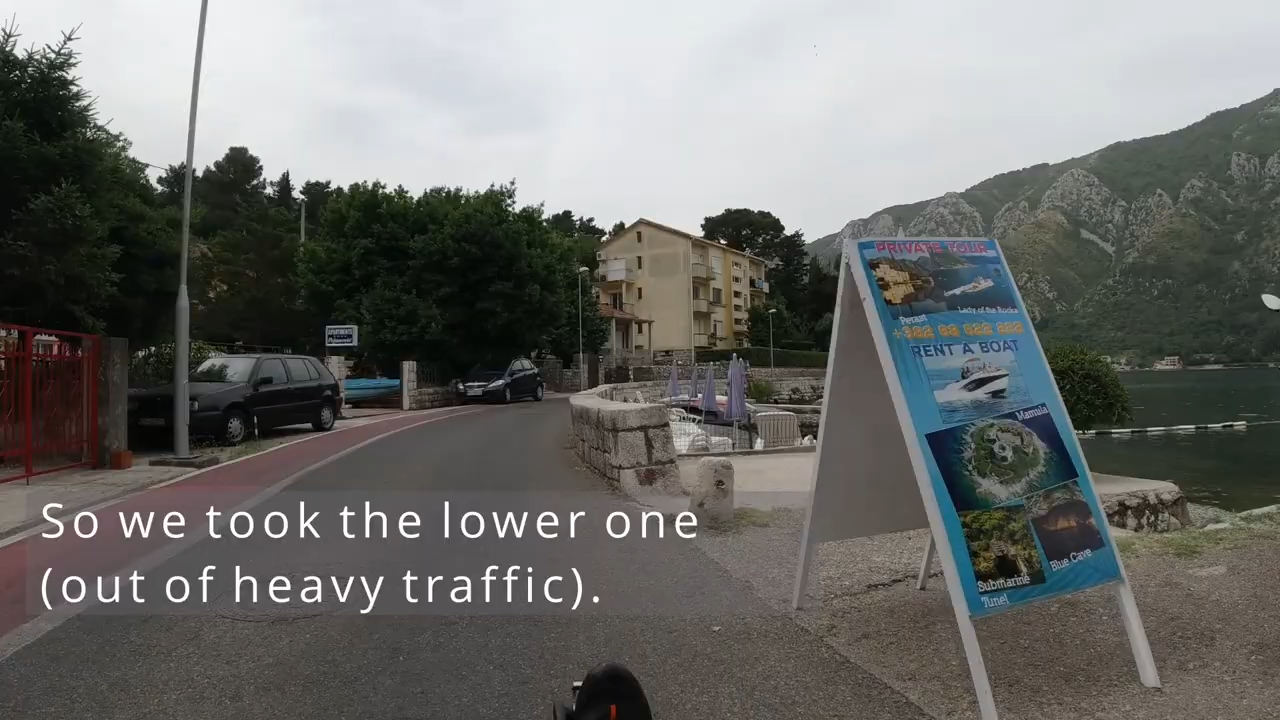 APARTMENTS
PRIVATE TOUR
Perast
Lady of the Rocks
RENT A BOAT
Mamula
Submarine
Tunel
Blue Cave
So we took the lower one
(out of heavy traffic).